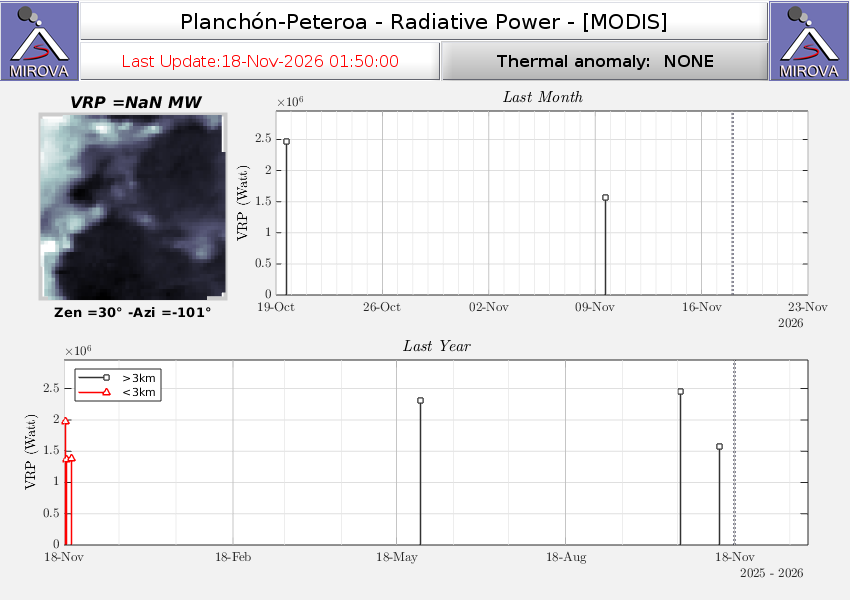 Planchón-Peteroa - Radiative Power - [MODIS]
MIROVA
Last Update:18-Nov-2026 01:50:00
Thermal anomaly: NONE
MIROVA
VRP =NaN MW
Zen =30° -Azi =-101°
Last Month
×10⁶
VRP (Watt)
2.5
2
1.5
1
0.5
0
19-Oct
26-Oct
02-Nov
09-Nov
16-Nov
23-Nov
2026
Last Year
×10⁶
VRP (Watt)
>3km
<3km
2.5
2
1.5
1
0.5
0
18-Nov
18-Feb
18-May
18-Aug
18-Nov
2025 - 2026